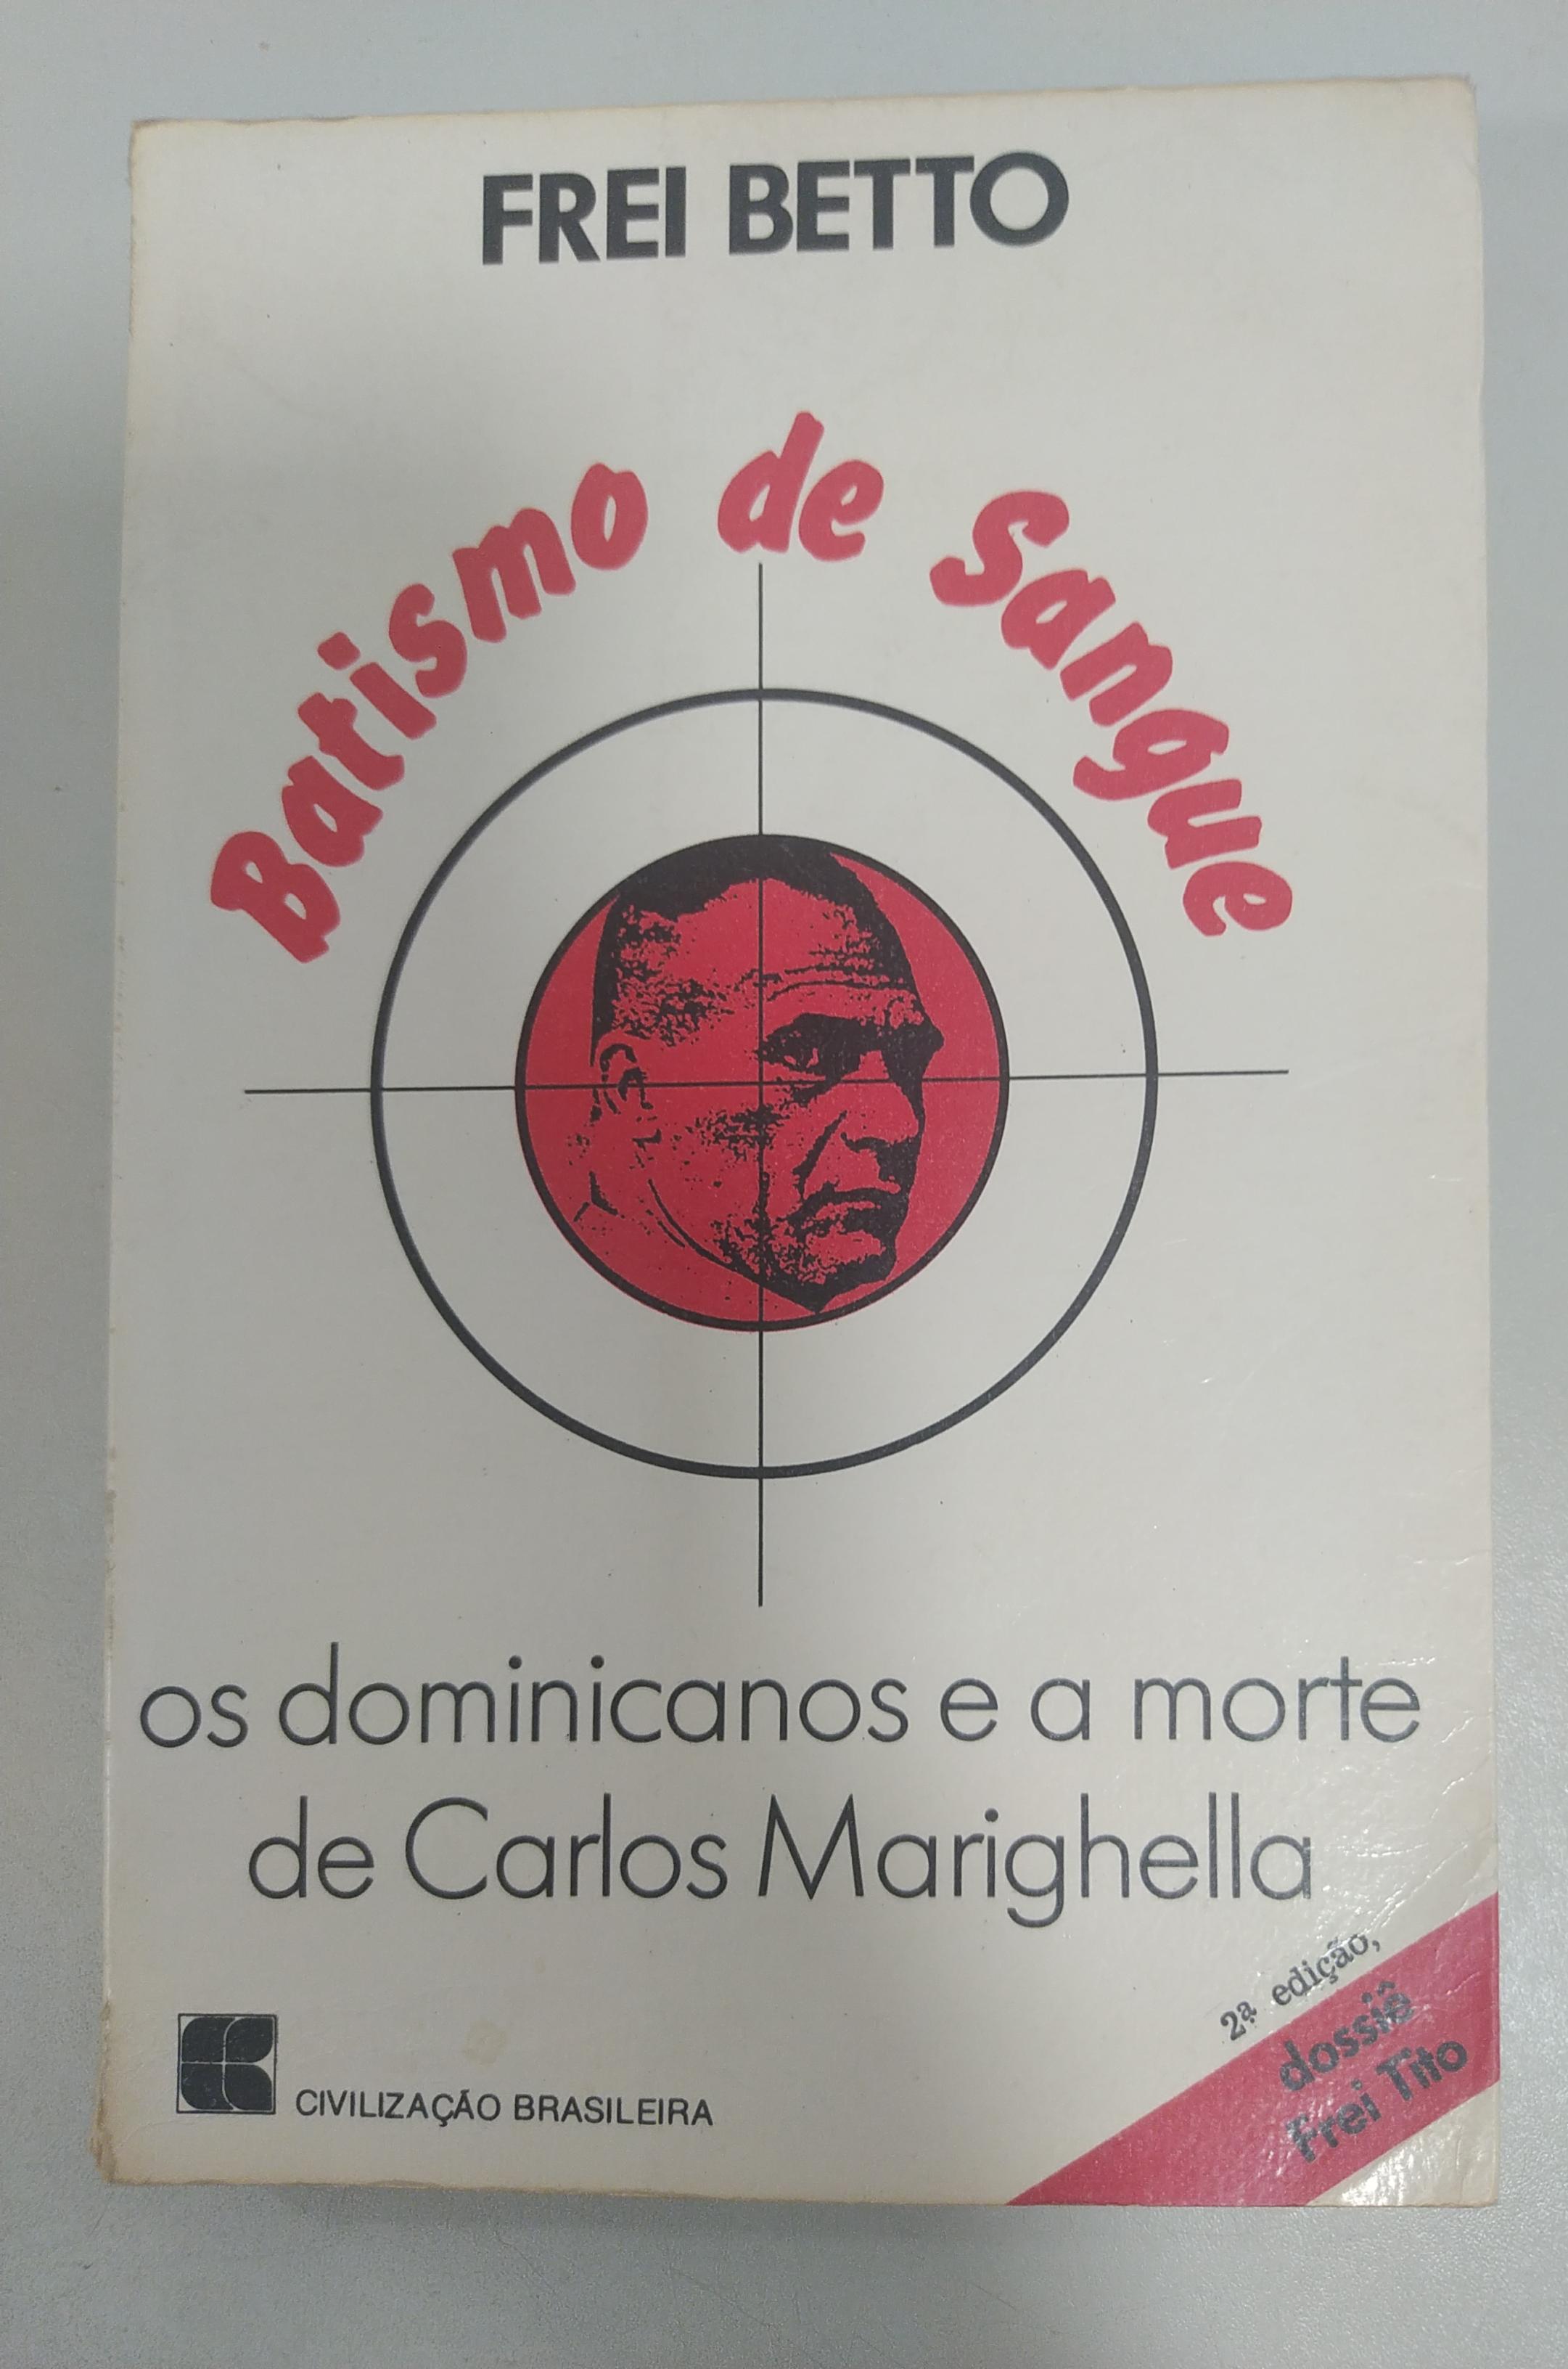 FREI BETTO
Batismo de Sangue
os dominicanos e a morte
de Carlos Marighella
2ª edição,
dossiê
Frei Tito
CIVILIZAÇÃO BRASILEIRA